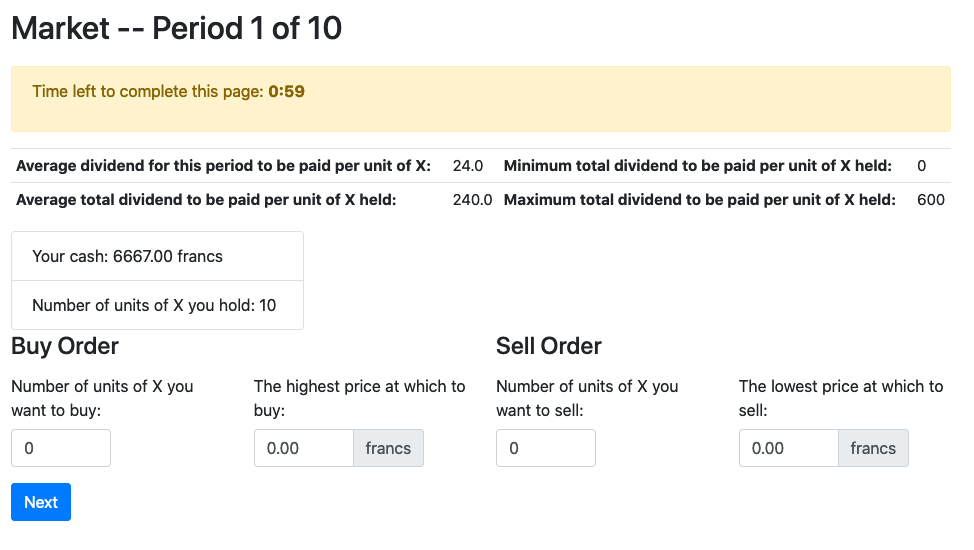 Market -- Period 1 of 10
Time left to complete this page: 0:59
Average dividend for this period to be paid per unit of X: 24.0 Minimum total dividend to be paid per unit of X held: 0
Average total dividend to be paid per unit of X held: 240.0 Maximum total dividend to be paid per unit of X held: 600
Your cash: 6667.00 francs
Number of units of X you hold: 10
Buy Order
Number of units of X you
want to buy:
0
The highest price at which to
buy:
0.00 francs
Sell Order
Number of units of X you
want to sell:
0
The lowest price at which to
sell:
0.00 francs
Next